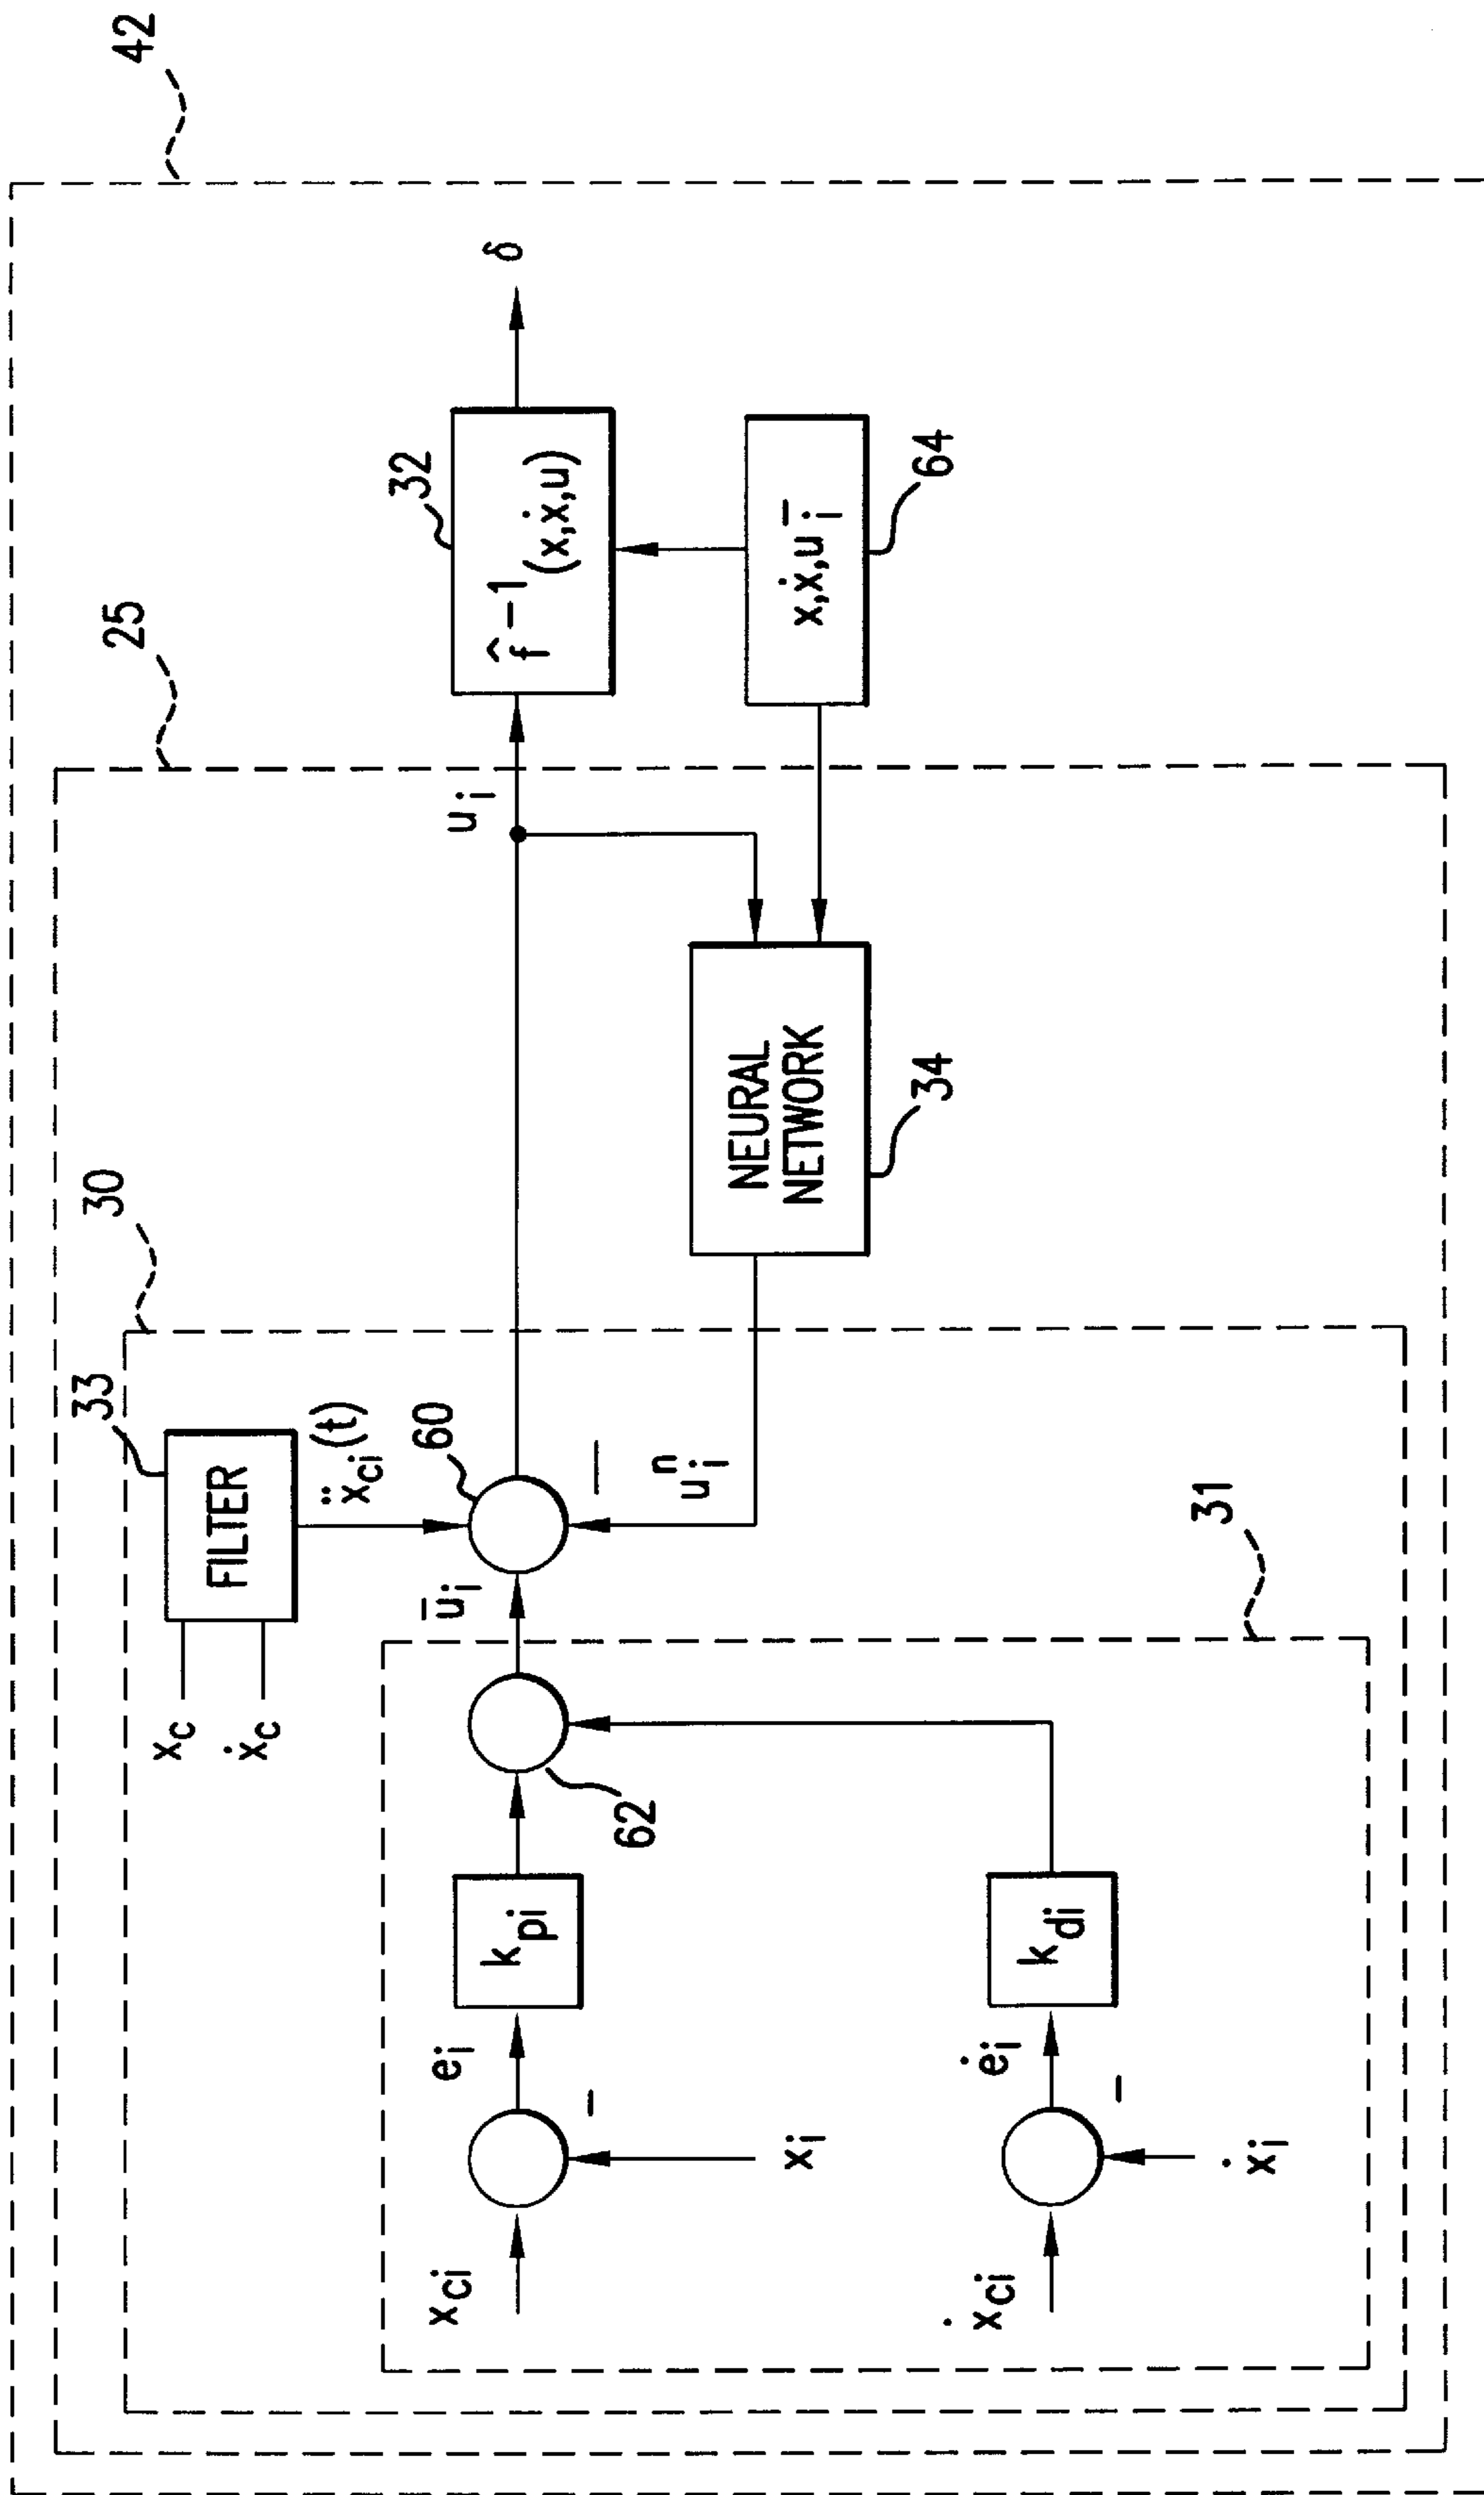 42
25
30
33
FILTER
ẍci(t)
xc
ẋc
60
ūi
ui
32
f̂⁻¹(x,ẋ,u)
δ
x,ẋ,ūi
64
NEURAL
NETWORK
34
uiⁿ
−
31
62
kpi
ei
xci
−
xi
kdi
ėi
ẋci
−
ẋi